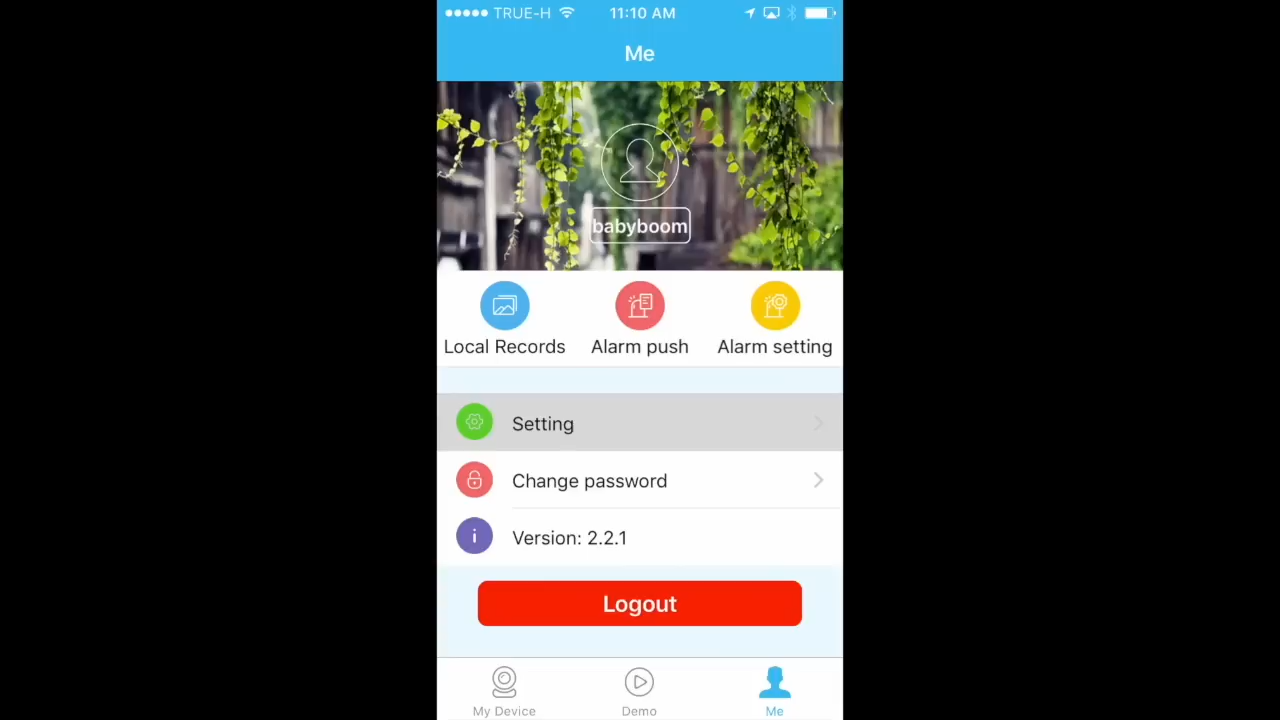 TRUE-H 11:10 AM
Me
babyboom
Local Records Alarm push Alarm setting
Setting
Change password
i Version: 2.2.1
Logout
My Device Demo Me